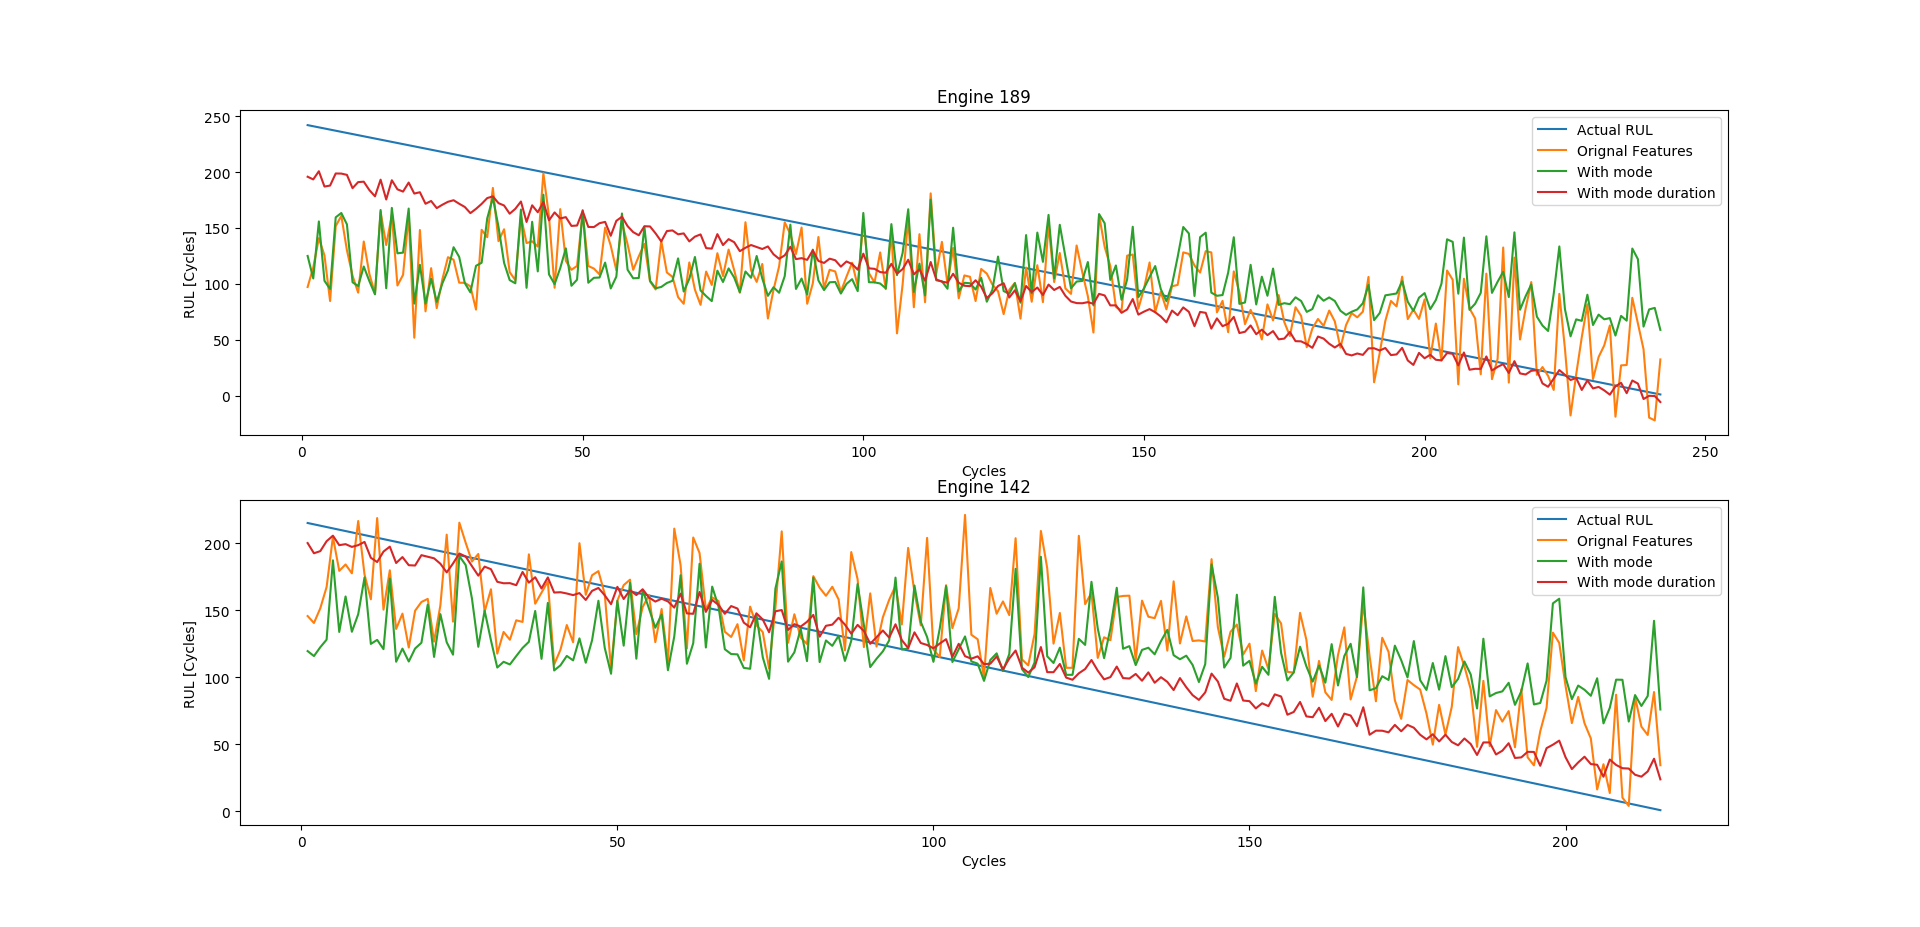 Engine 189
250
200
150
100
50
0
RUL [Cycles]
Actual RUL
Orignal Features
With mode
With mode duration
0 50 100 150 200 250
Cycles
Engine 142
200
150
100
50
0
RUL [Cycles]
Actual RUL
Orignal Features
With mode
With mode duration
0 50 100 150 200
Cycles